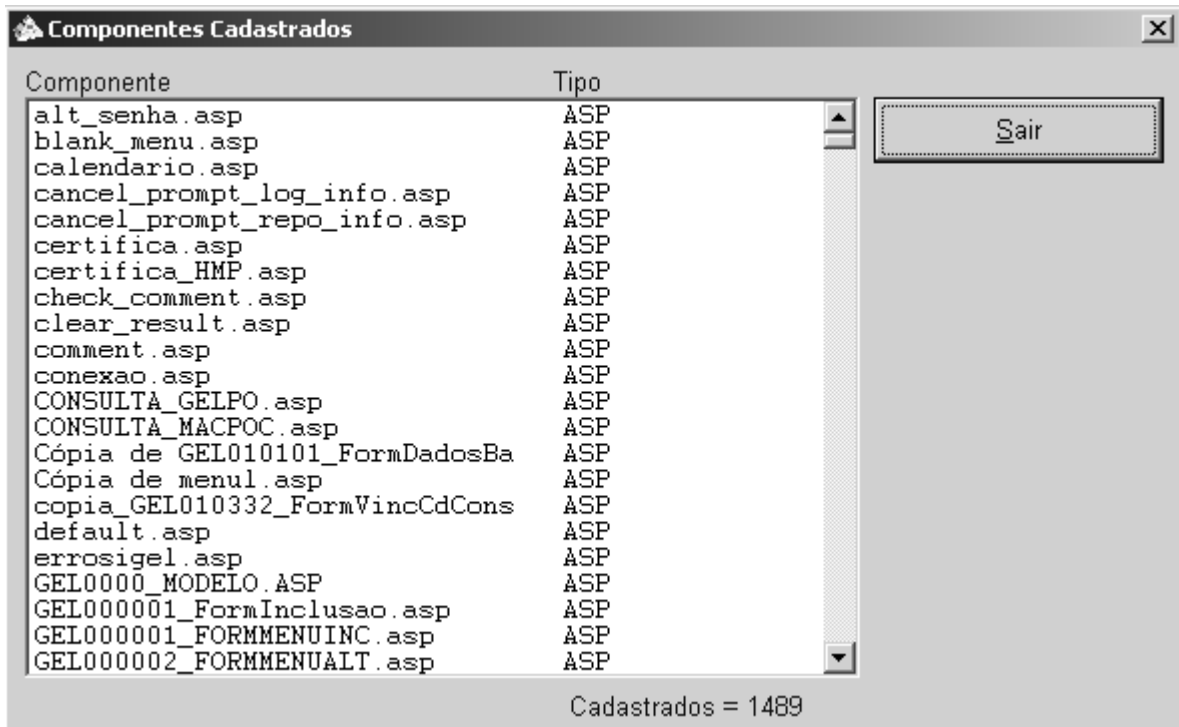 Componentes Cadastrados
Componente Tipo
alt_senha.asp ASP
blank_menu.asp ASP
Sair
calendario.asp ASP
cancel_prompt_log_info.asp ASP
cancel_prompt_repo_info.asp ASP
certifica.asp ASP
certifica_HMP.asp ASP
check_comment.asp ASP
clear_result.asp ASP
comment.asp ASP
conexao.asp ASP
CONSULTA_GELPO.asp ASP
CONSULTA_MACPOC.asp ASP
Cópia de GEL010101_FormDadosBa ASP
Cópia de menu1.asp ASP
copia_GEL010332_FormVincCdCons ASP
default.asp ASP
errosigel.asp ASP
GEL0000_MODELO.ASP ASP
GEL000001_FormInclusao.asp ASP
GEL000001_FORMMENUINC.asp ASP
GEL000002_FORMMENUALT.asp ASP
Cadastrados = 1489